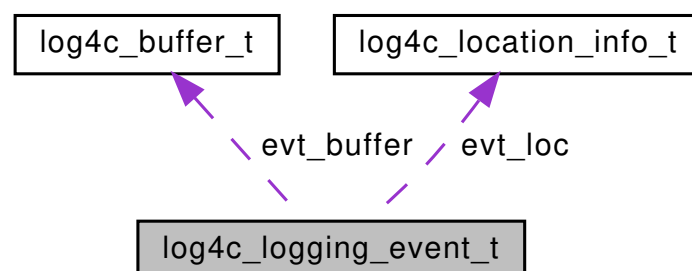 log4c_buffer_t
log4c_location_info_t
evt_buffer
evt_loc
log4c_logging_event_t